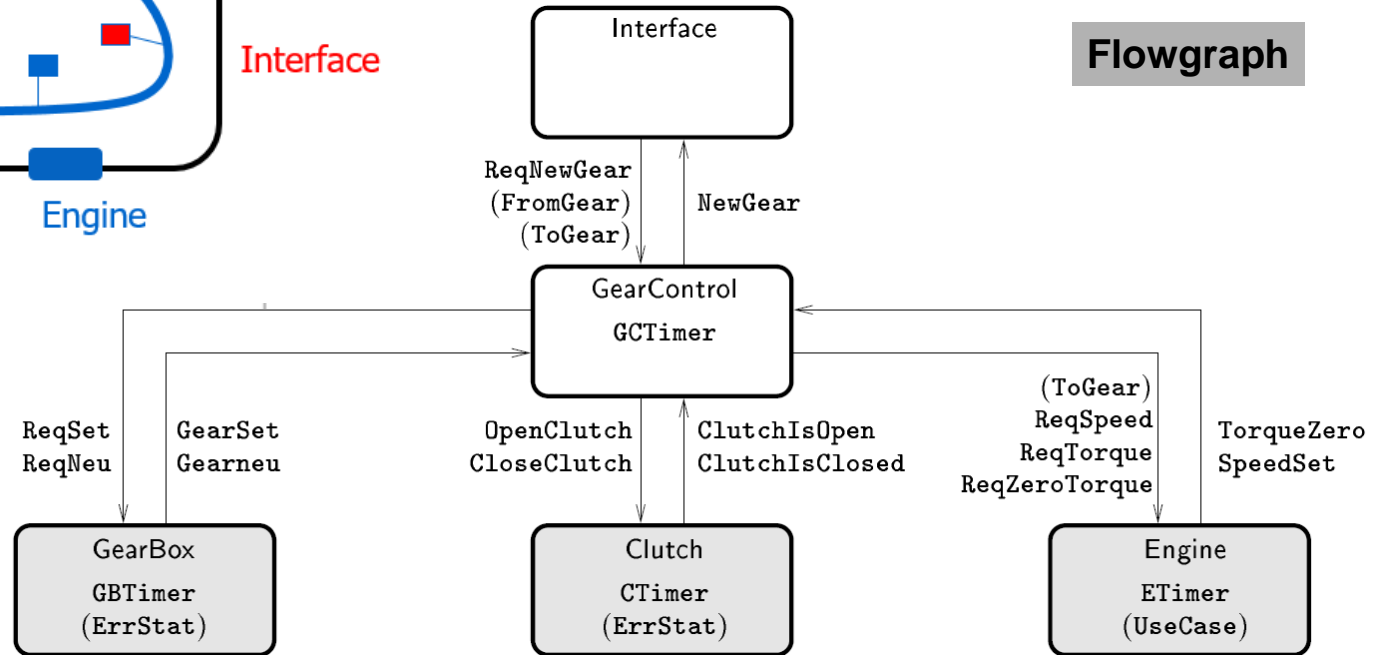 Interface
Engine
Flowgraph
Interface
ReqNewGear
(FromGear)
(ToGear)
NewGear
GearControl
GCTimer
ReqSet
ReqNeu
GearSet
Gearneu
OpenClutch
CloseClutch
ClutchIsOpen
ClutchIsClosed
(ToGear)
ReqSpeed
ReqTorque
ReqZeroTorque
TorqueZero
SpeedSet
GearBox
GBTimer
(ErrStat)
Clutch
CTimer
(ErrStat)
Engine
ETimer
(UseCase)